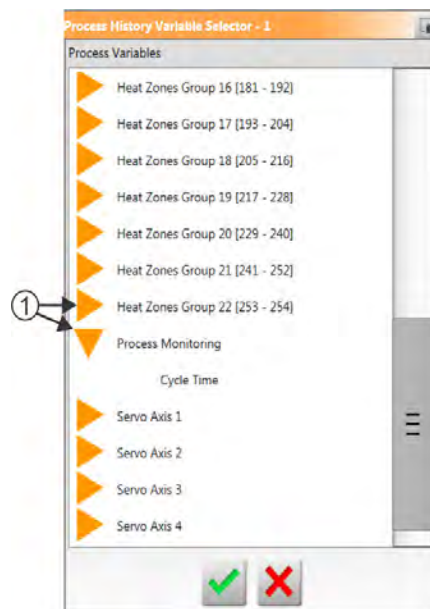 Process History Variable Selector - 1
Process Variables
Heat Zones Group 16 [181 - 192]
Heat Zones Group 17 [193 - 204]
Heat Zones Group 18 [205 - 216]
Heat Zones Group 19 [217 - 228]
Heat Zones Group 20 [229 - 240]
Heat Zones Group 21 [241 - 252]
1
Heat Zones Group 22 [253 - 254]
Process Monitoring
Cycle Time
Servo Axis 1
Servo Axis 2
Servo Axis 3
Servo Axis 4